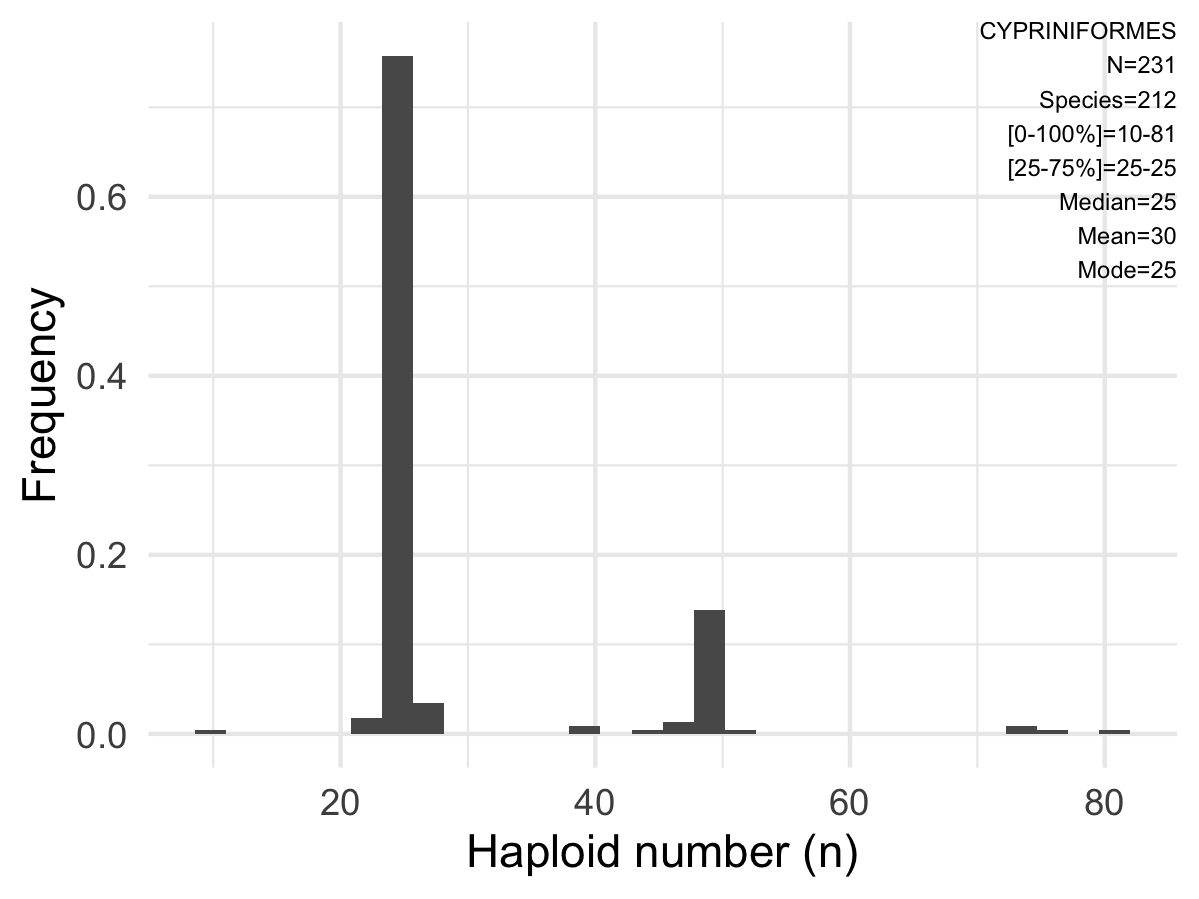 CYPRINIFORMES
N=231
Species=212
[0-100%]=10-81
[25-75%]=25-25
Median=25
Mean=30
Mode=25
Frequency
0.6
0.4
0.2
0.0
20 40 60 80
Haploid number (n)